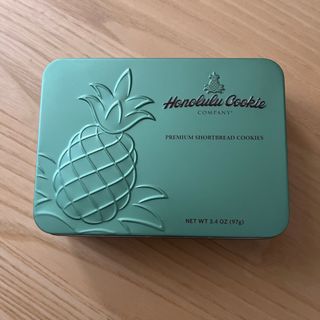 Honolulu Cookie
COMPANY®
PREMIUM SHORTBREAD COOKIES
NET WT 3.4 OZ (97g)